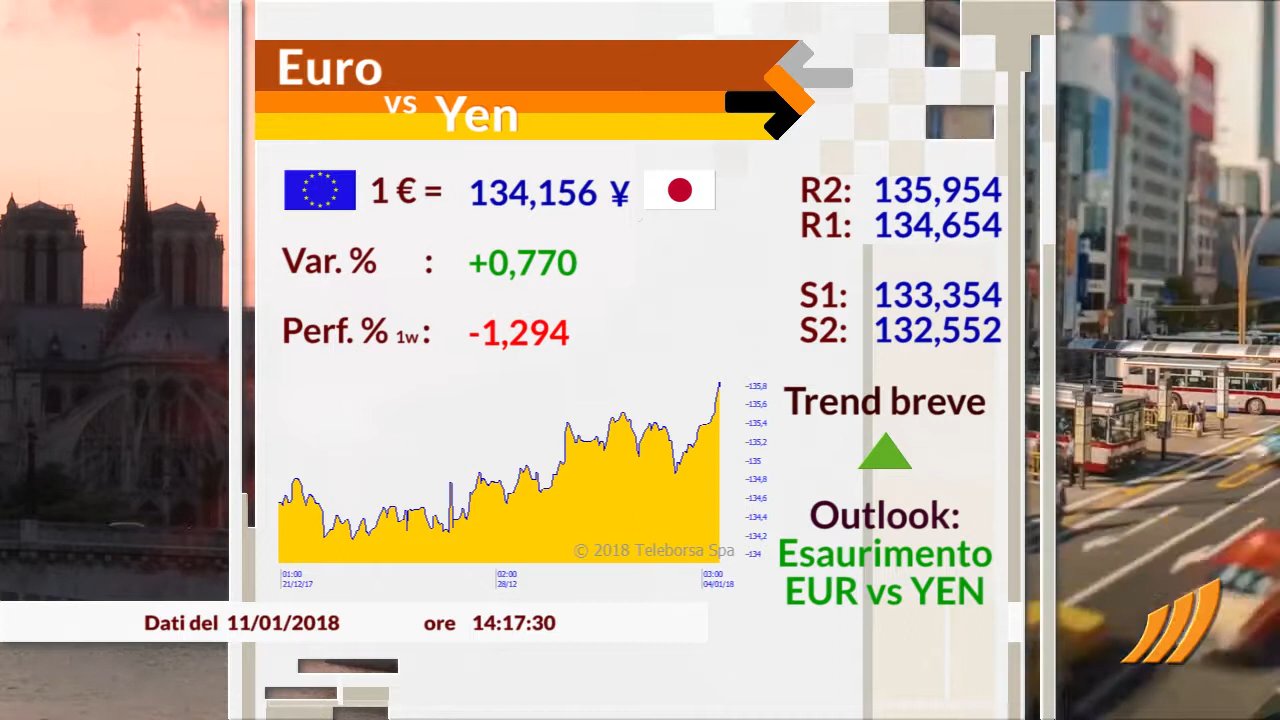 Euro
vs Yen
1 € = 134,156 ¥
Var. % : +0,770
Perf. % 1w : -1,294
R2: 135,954
R1: 134,654
S1: 133,354
S2: 132,552
Trend breve
Outlook:
Esaurimento
EUR vs YEN
135,8
135,6
135,4
135,2
135
134,8
134,6
134,4
134,2
134
© 2018 Teleborsa Spa
01:00 02:00 03:00
21/12/17 28/12 04/01/18
Dati del 11/01/2018 ore 14:17:30